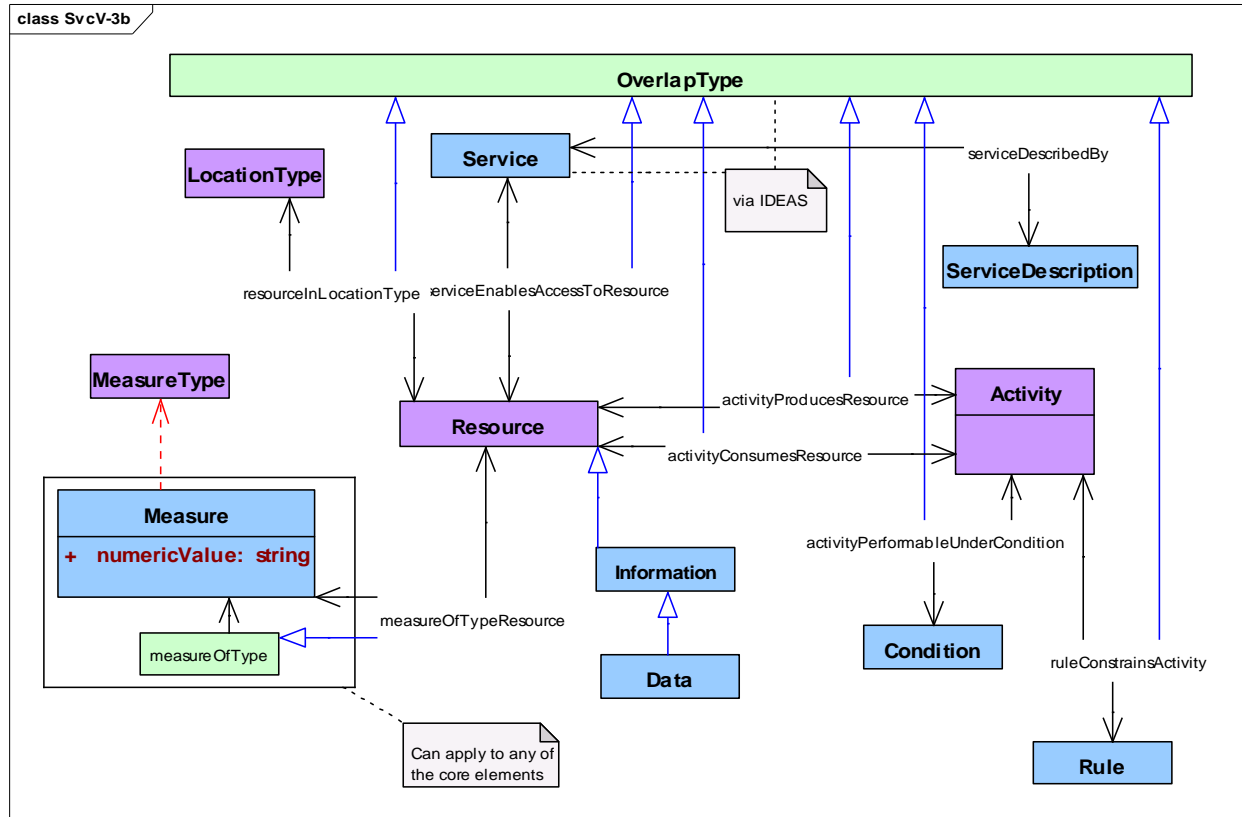 class SvcV-3b
OverlapType
Service
serviceDescribedBy
LocationType
via IDEAS
ServiceDescription
resourceInLocationType
erviceEnablesAccessToResource
MeasureType
Activity
activityProducesResource
Resource
activityConsumesResource
Measure
+ numericValue: string
activityPerformableUnderCondition
Information
measureOfTypeResource
measureOfType
Condition
ruleConstrainsActivity
Data
Can apply to any of
the core elements
Rule